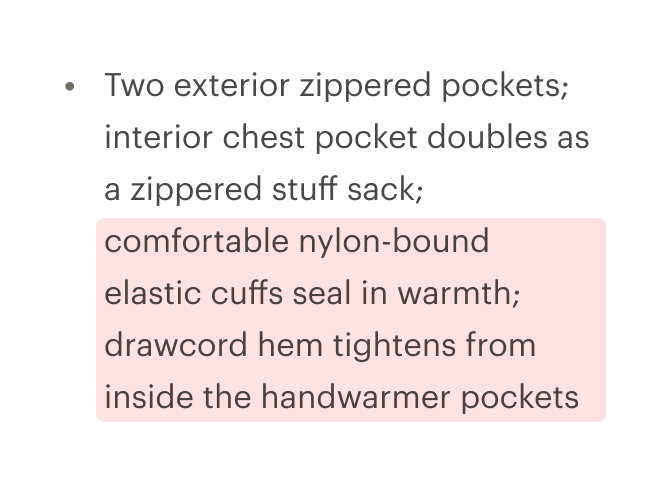 • Two exterior zippered pockets;
interior chest pocket doubles as
a zippered stuff sack;
comfortable nylon-bound
elastic cuffs seal in warmth;
drawcord hem tightens from
inside the handwarmer pockets